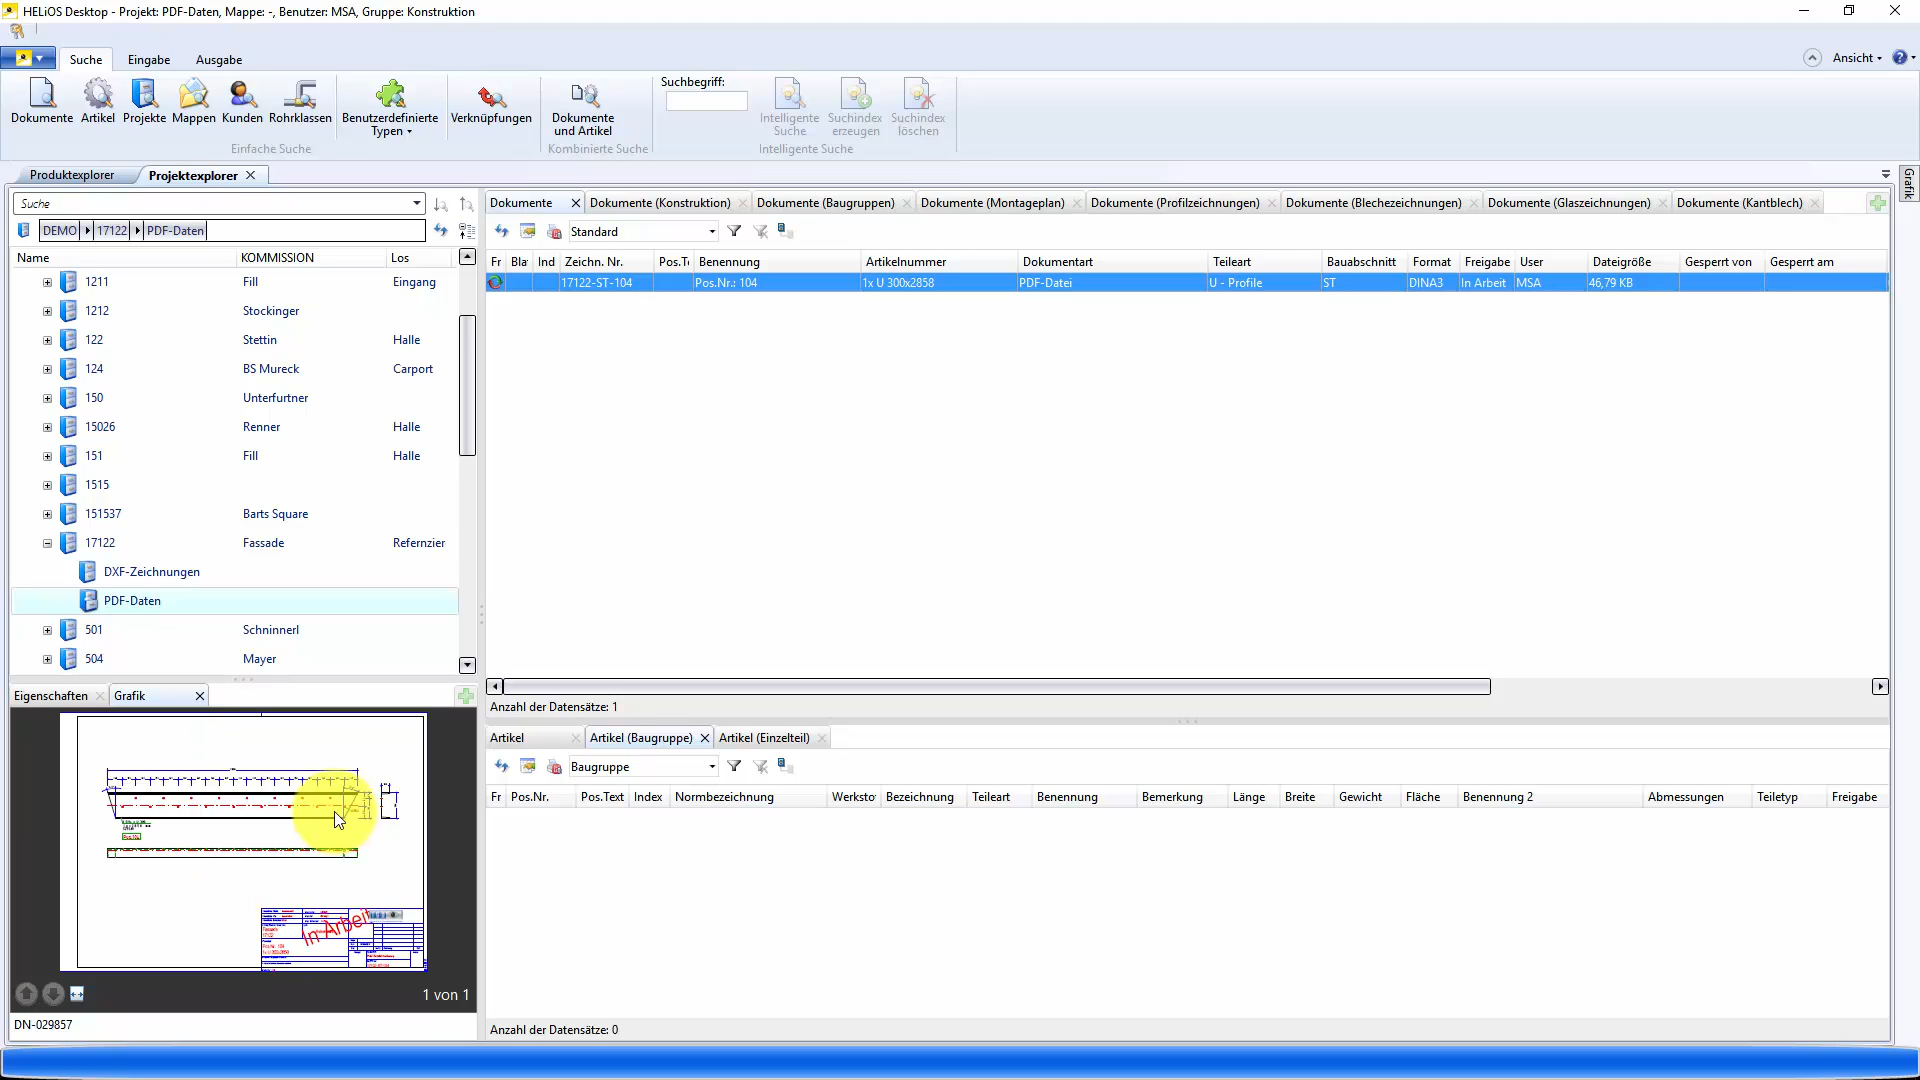 HELiOS Desktop - Projekt: PDF-Daten, Mappe: -, Benutzer: MSA, Gruppe: Konstruktion
Suche Eingabe Ausgabe Ansicht
Dokumente Artikel Projekte Mappen Kunden Rohrklassen Benutzerdefinierte Typen Verknüpfungen Dokumente und Artikel Suchbegriff: Intelligente Suche Suchindex erzeugen Suchindex löschen
Einfache Suche Kombinierte Suche Intelligente Suche
Produktexplorer Projektexplorer Grafik
Suche
DEMO 17122 PDF-Daten
Name KOMMISSION Los
1211 Fill Eingang
1212 Stockinger
122 Stettin Halle
124 BS Mureck Carport
150 Unterfurtner
15026 Renner Halle
151 Fill Halle
1515
151537 Barts Square
17122 Fassade Refernzier
DXF-Zeichnungen
PDF-Daten
501 Schninnerl
504 Mayer
Eigenschaften Grafik
Pos.104
In Arbeit
1 von 1
DN-029857
Dokumente Dokumente (Konstruktion) Dokumente (Baugruppen) Dokumente (Montageplan) Dokumente (Profilzeichnungen) Dokumente (Blechezeichnungen) Dokumente (Glaszeichnungen) Dokumente (Kantblech)
Standard
Fr Bla Ind Zeichn. Nr. Pos.T Benennung Artikelnummer Dokumentart Teileart Bauabschnitt Format Freigabe User Dateigröße Gesperrt von Gesperrt am
17122-ST-104 Pos.Nr.: 104 1x U 300x2858 PDF-Datei U - Profile ST DINA3 In Arbeit MSA 46,79 KB
Anzahl der Datensätze: 1
Artikel Artikel (Baugruppe) Artikel (Einzelteil)
Baugruppe
Fr Pos.Nr. Pos.Text Index Normbezeichnung Werksto Bezeichnung Teileart Benennung Bemerkung Länge Breite Gewicht Fläche Benennung 2 Abmessungen Teiletyp Freigabe
Anzahl der Datensätze: 0